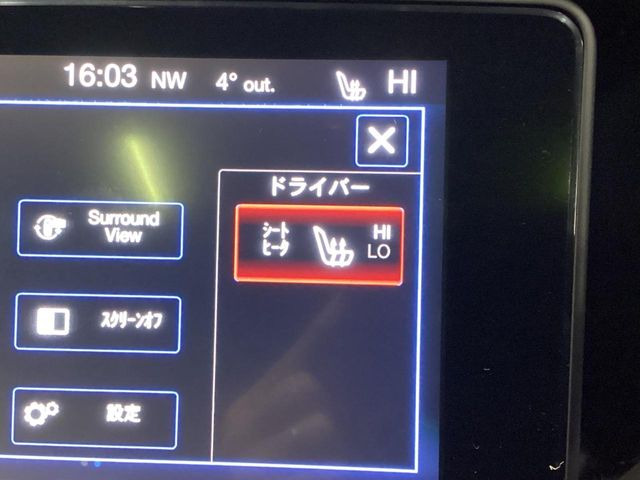 16:03 NW 4° out. HI
ドライバー
Surround
View
ｼｰﾄ
ﾋｰﾀ
HI
LO
ｽｸﾘｰﾝｵﾌ
設定